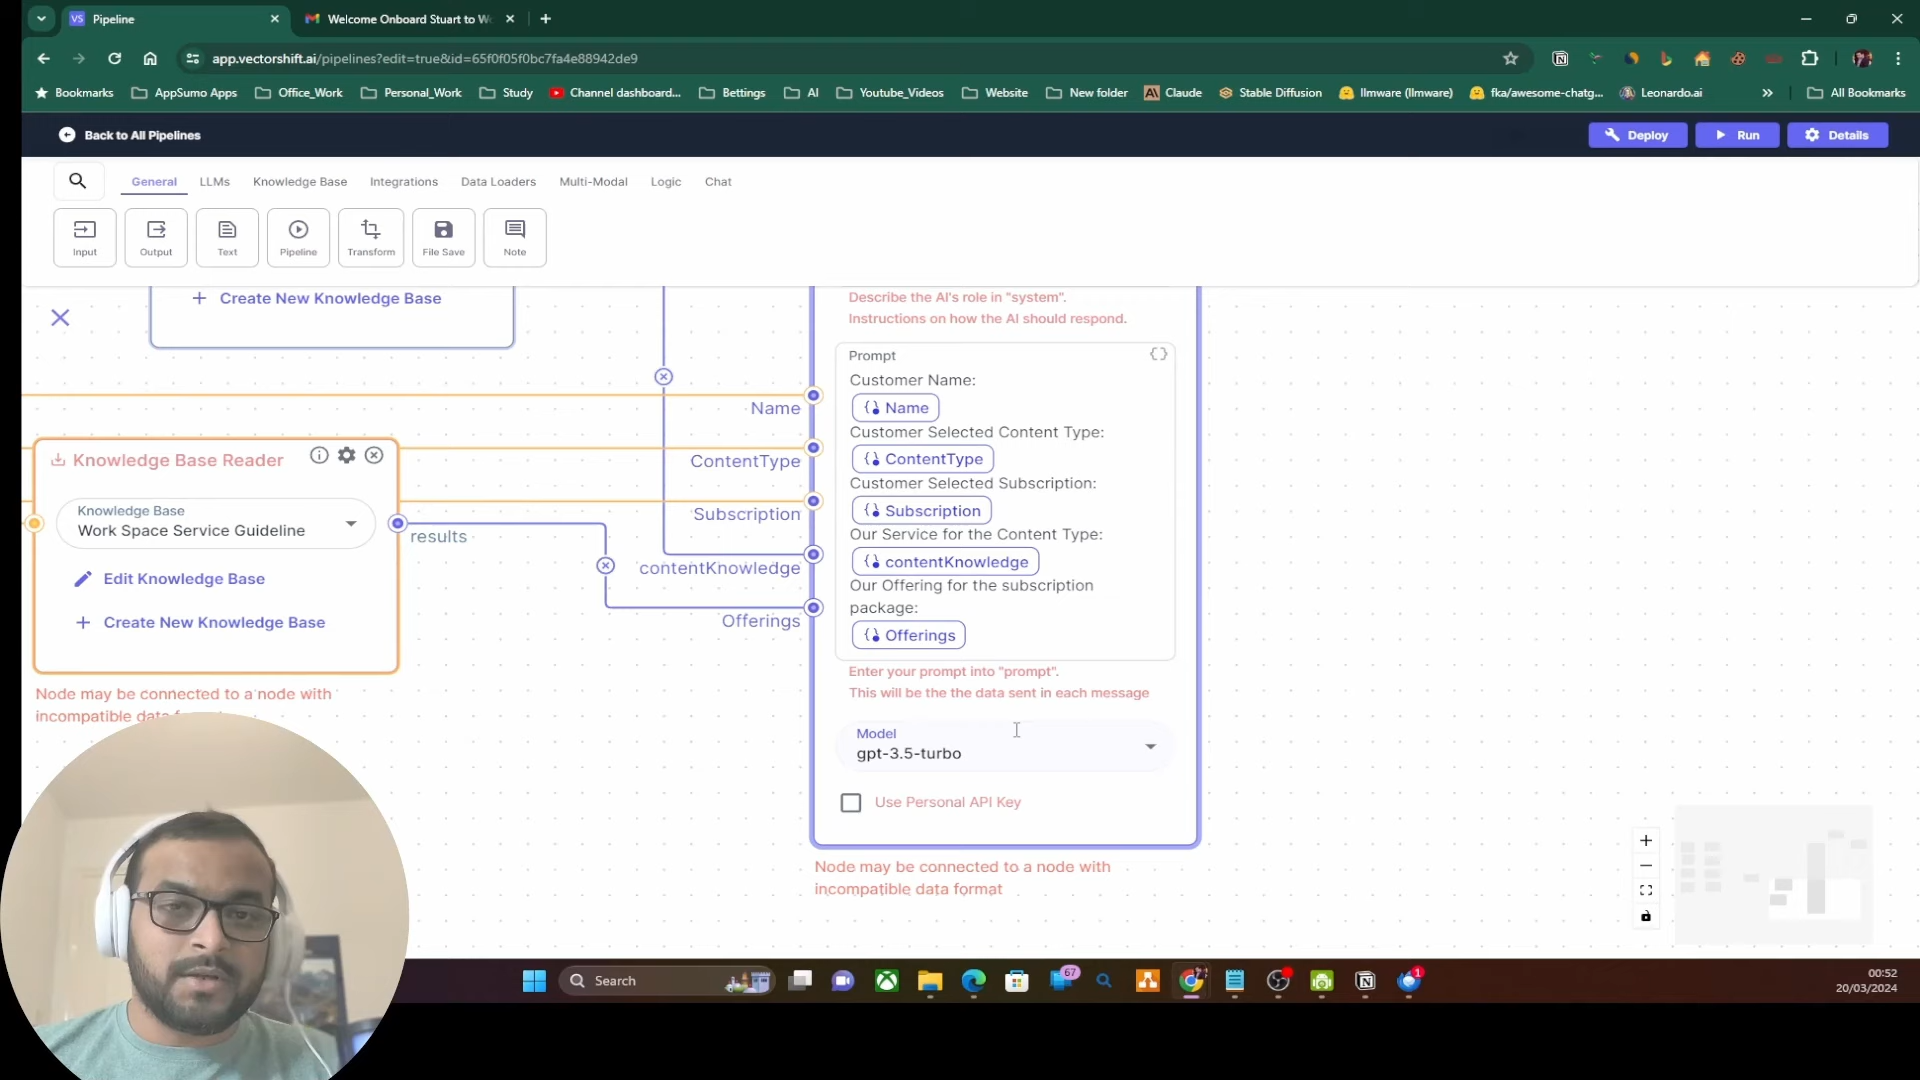 Pipeline
Welcome Onboard Stuart to Wo
app.vectorshift.ai/pipelines?edit=true&id=65f0f05f0bc7fa4e88942de9
Bookmarks
AppSumo Apps
Office_Work
Personal_Work
Study
Channel dashboard...
Bettings
AI
Youtube_Videos
Website
New folder
Claude
Stable Diffusion
llmware (llmware)
fka/awesome-chatg...
Leonardo.ai
All Bookmarks
Back to All Pipelines
Deploy
Run
Details
General
LLMs
Knowledge Base
Integrations
Data Loaders
Multi-Modal
Logic
Chat
Input
Output
Text
Pipeline
Transform
File Save
Note
Create New Knowledge Base
Describe the AI's role in "system".
Instructions on how the AI should respond.
Prompt
Customer Name:
Name
Customer Selected Content Type:
ContentType
Customer Selected Subscription:
Subscription
Our Service for the Content Type:
contentKnowledge
Our Offering for the subscription
package:
Offerings
Name
ContentType
Subscription
contentKnowledge
Offerings
Knowledge Base Reader
Knowledge Base
Work Space Service Guideline
results
Edit Knowledge Base
Create New Knowledge Base
Node may be connected to a node with
incompatible data
Enter your prompt into "prompt".
This will be the the data sent in each message
Model
gpt-3.5-turbo
Use Personal API Key
Node may be connected to a node with
incompatible data format
Search
67
1
00:52
20/03/2024